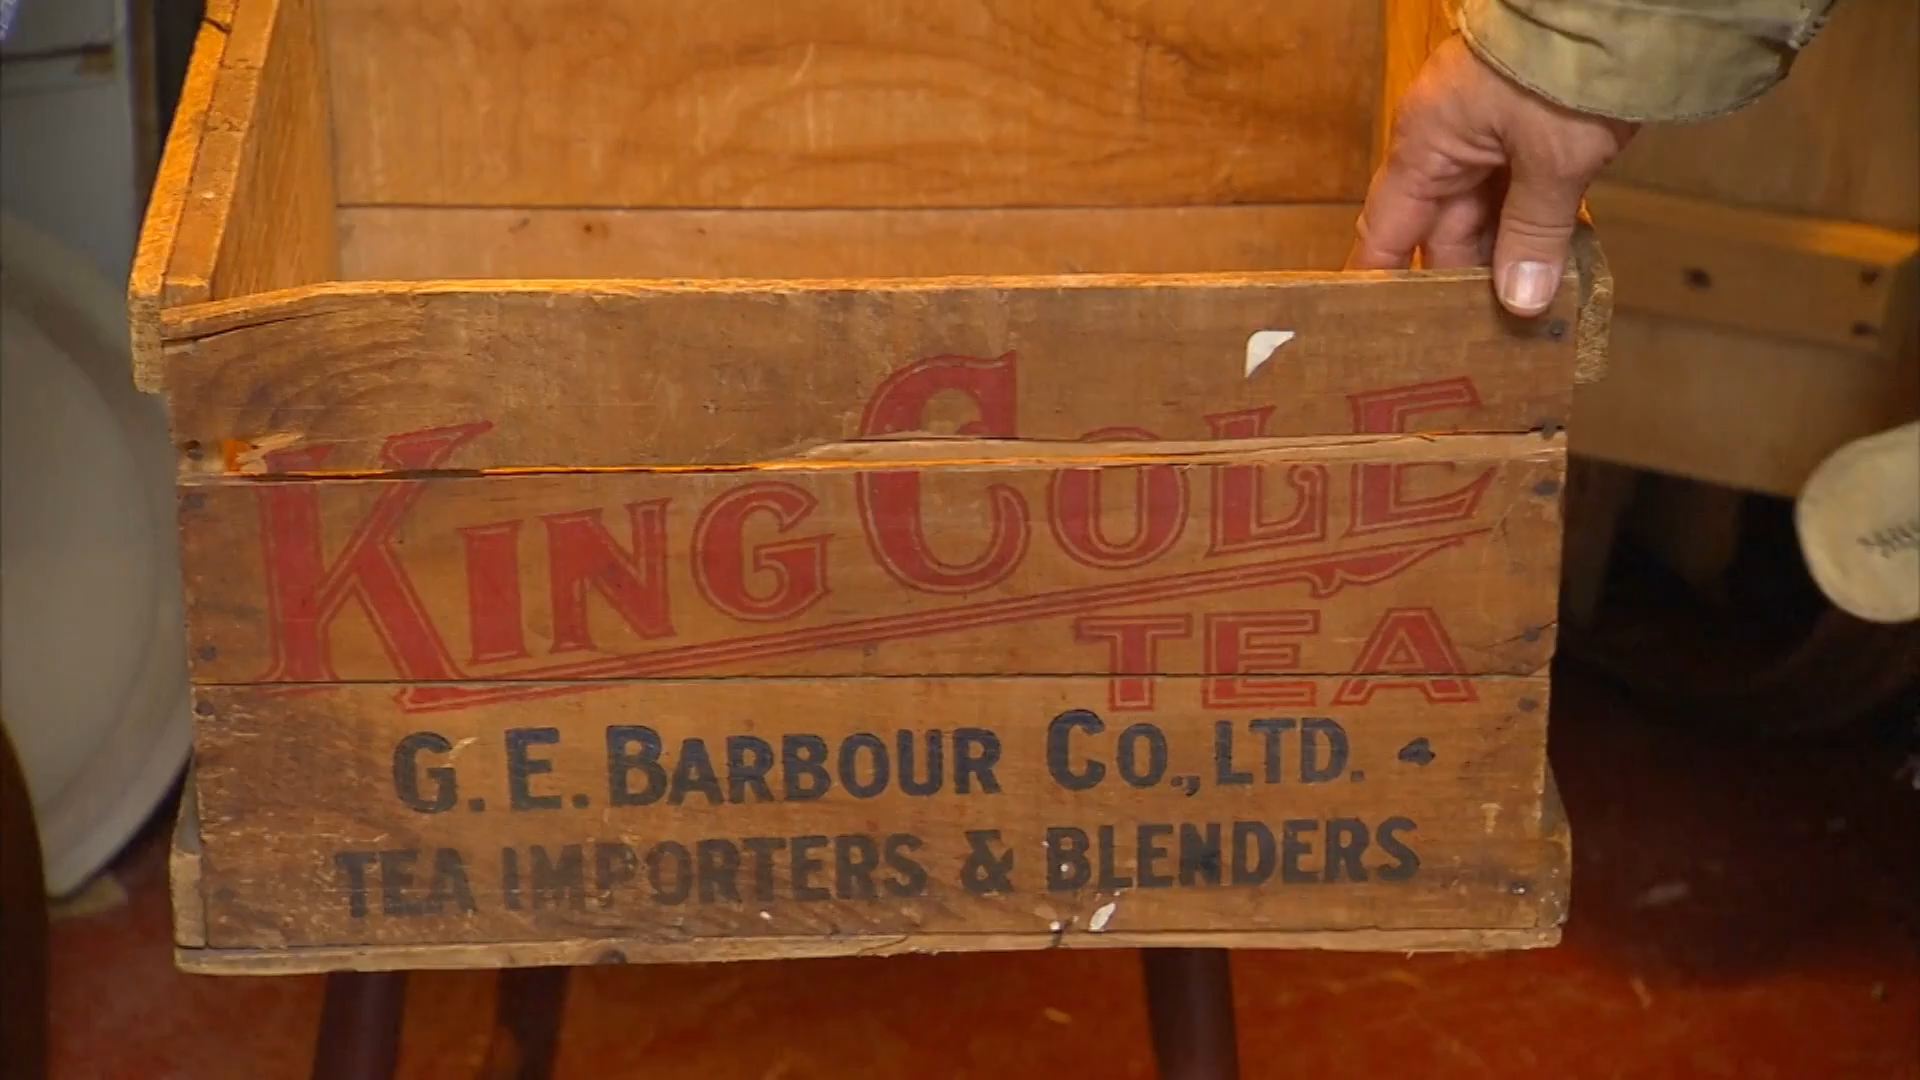 KING COLE
TEA
G. E. BARBOUR CO., LTD.
TEA IMPORTERS & BLENDERS